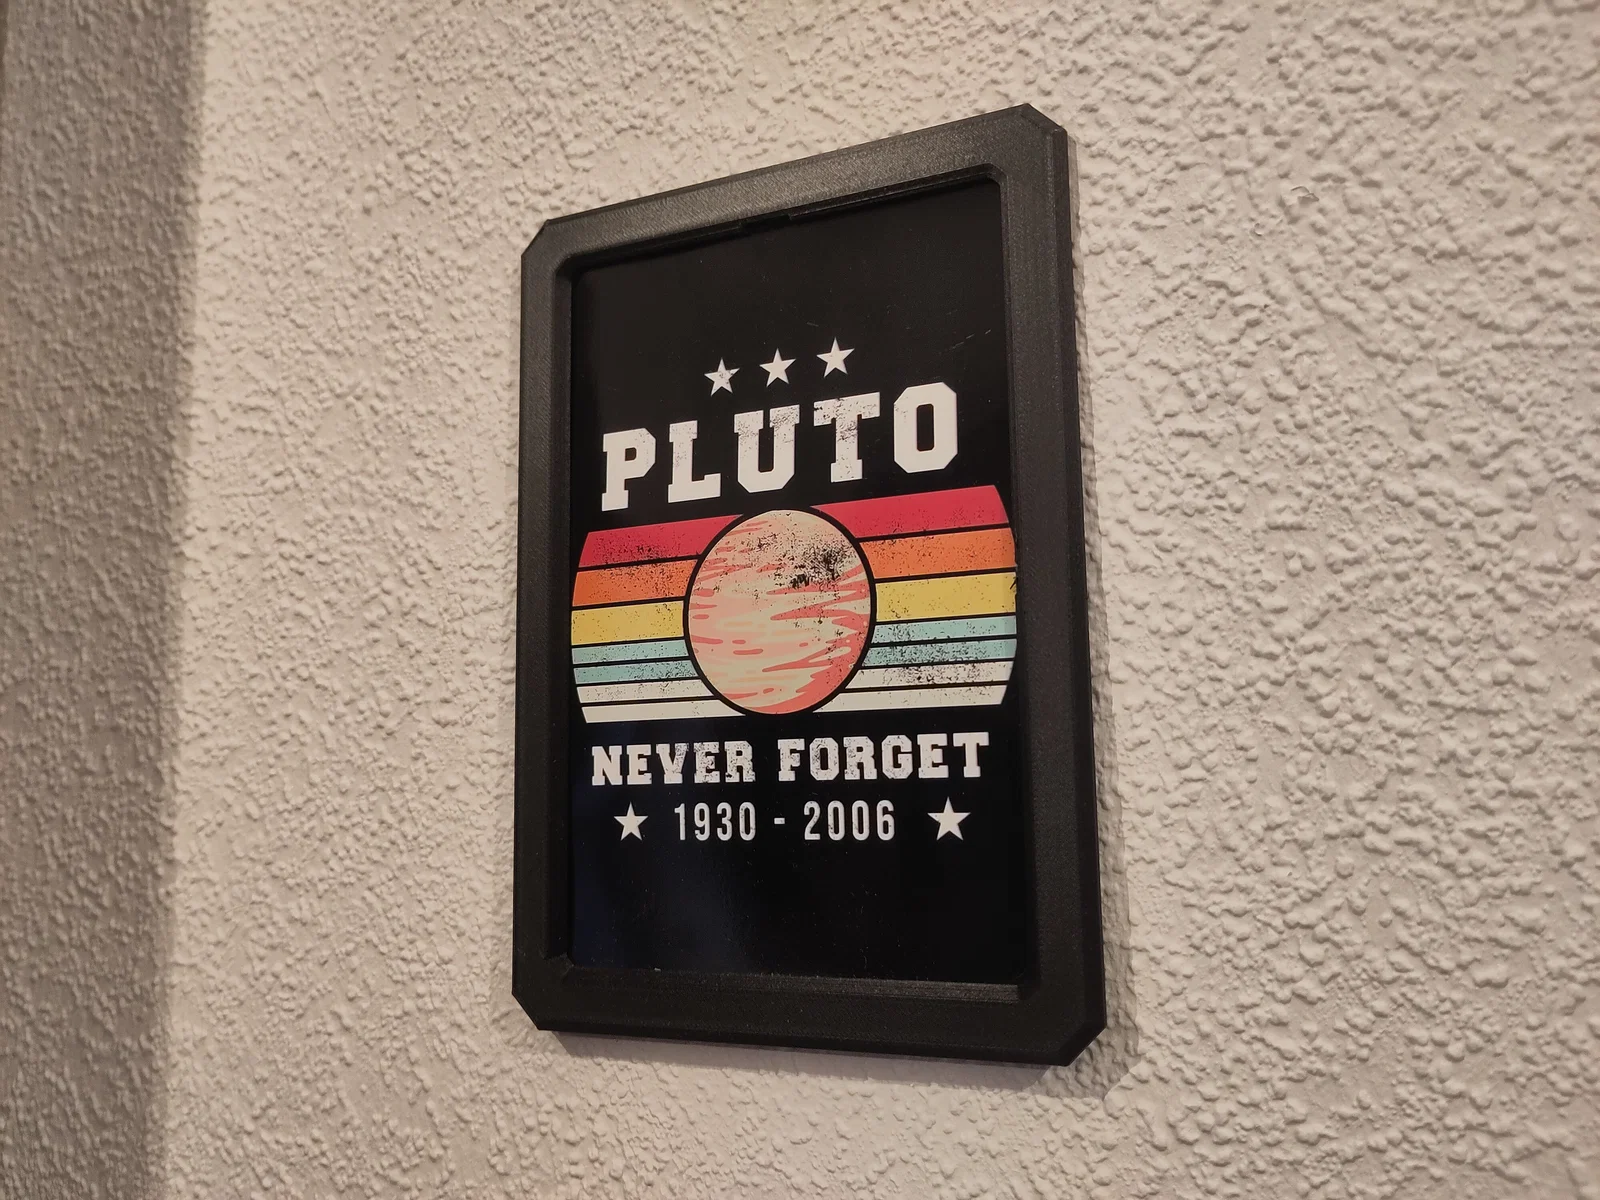 PLUTO
NEVER FORGET
1930 - 2006